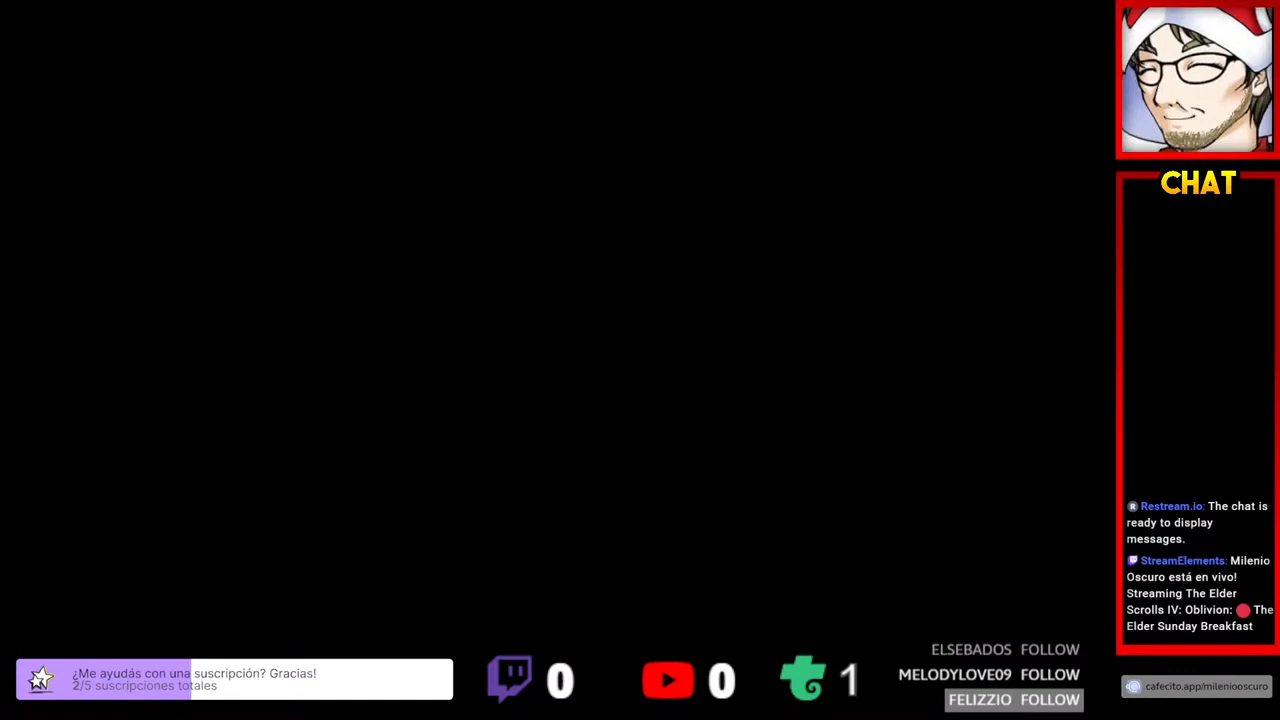 CHAT
Restream.io: The chat is
ready to display
messages.
StreamElements: Milenio
Oscuro está en vivo!
Streaming The Elder
Scrolls IV: Oblivion: 🔴 The
Elder Sunday Breakfast
ELSEBADOS FOLLOW
MELODYLOVE09 FOLLOW
FELIZZIO FOLLOW
¿Me ayudás con una suscripción? Gracias!
2/5 suscripciones totales
0
0
1
cafecito.app/mileniooscuro